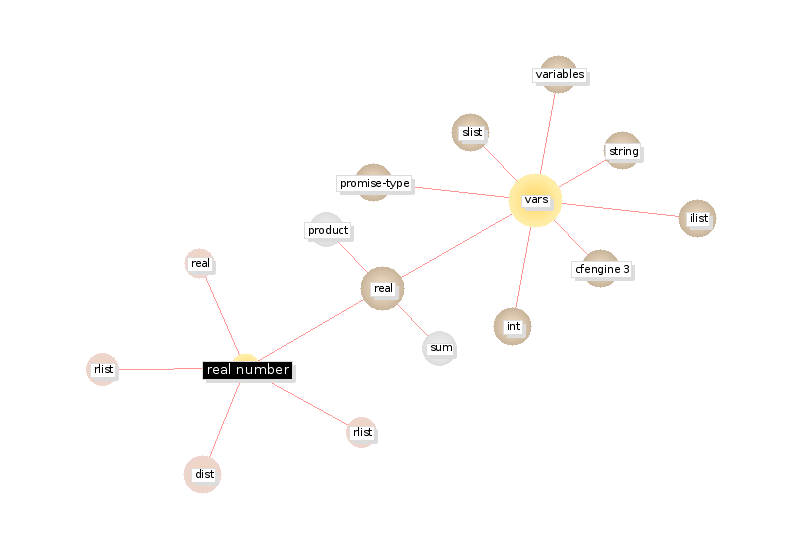 variables
slist
string
promise-type
vars
ilist
product
real
cfengine 3
real
int
sum
rlist
real number
rlist
dist